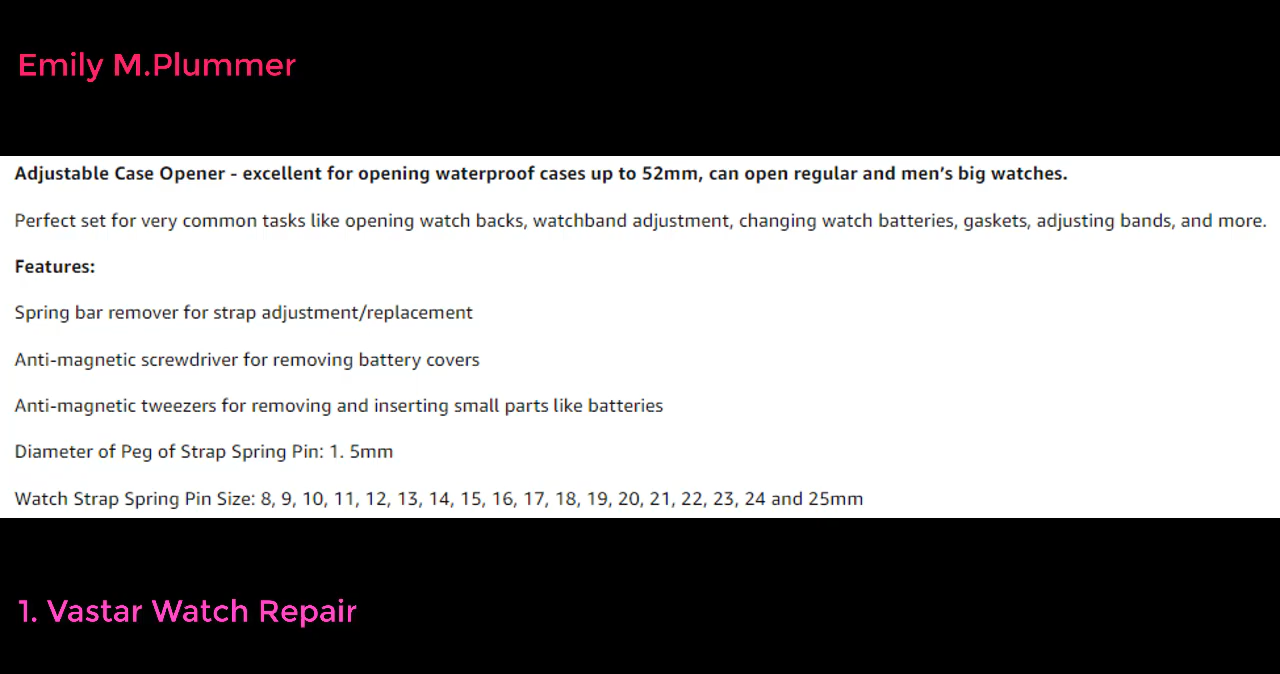 Emily M.Plummer
Adjustable Case Opener - excellent for opening waterproof cases up to 52mm, can open regular and men’s big watches.
Perfect set for very common tasks like opening watch backs, watchband adjustment, changing watch batteries, gaskets, adjusting bands, and more.
Features:
Spring bar remover for strap adjustment/replacement
Anti-magnetic screwdriver for removing battery covers
Anti-magnetic tweezers for removing and inserting small parts like batteries
Diameter of Peg of Strap Spring Pin: 1. 5mm
Watch Strap Spring Pin Size: 8, 9, 10, 11, 12, 13, 14, 15, 16, 17, 18, 19, 20, 21, 22, 23, 24 and 25mm
1. Vastar Watch Repair